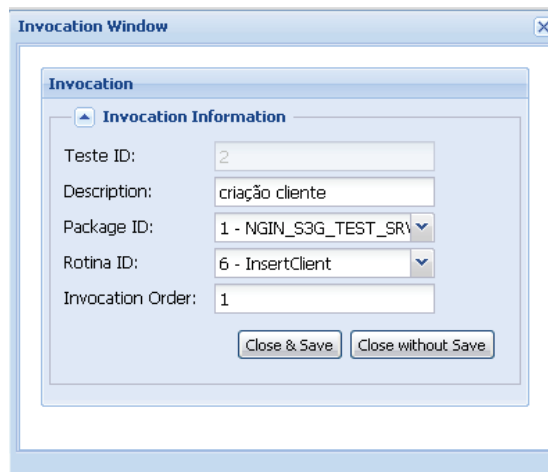 Invocation Window
Invocation
Invocation Information
Teste ID: 2
Description: criação cliente
Package ID: 1 - NGIN_S3G_TEST_SRV
Rotina ID: 6 - InsertClient
Invocation Order: 1
Close & Save Close without Save